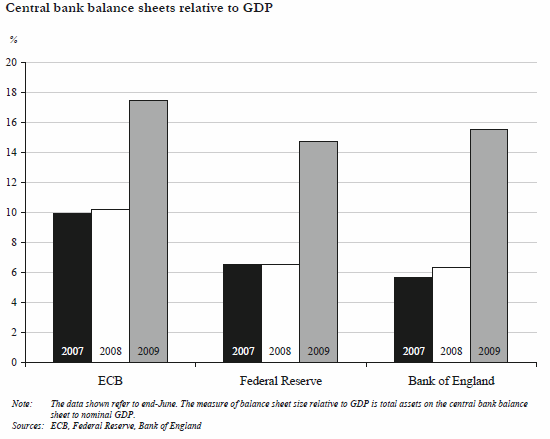 Central bank balance sheets relative to GDP
%
20
18
16
14
12
10
8
6
4
2
0
2007 2008 2009 2007 2008 2009 2007 2008 2009
ECB Federal Reserve Bank of England
Note: The data shown refer to end-June. The measure of balance sheet size relative to GDP is total assets on the central bank balance
sheet to nominal GDP.
Sources: ECB, Federal Reserve, Bank of England